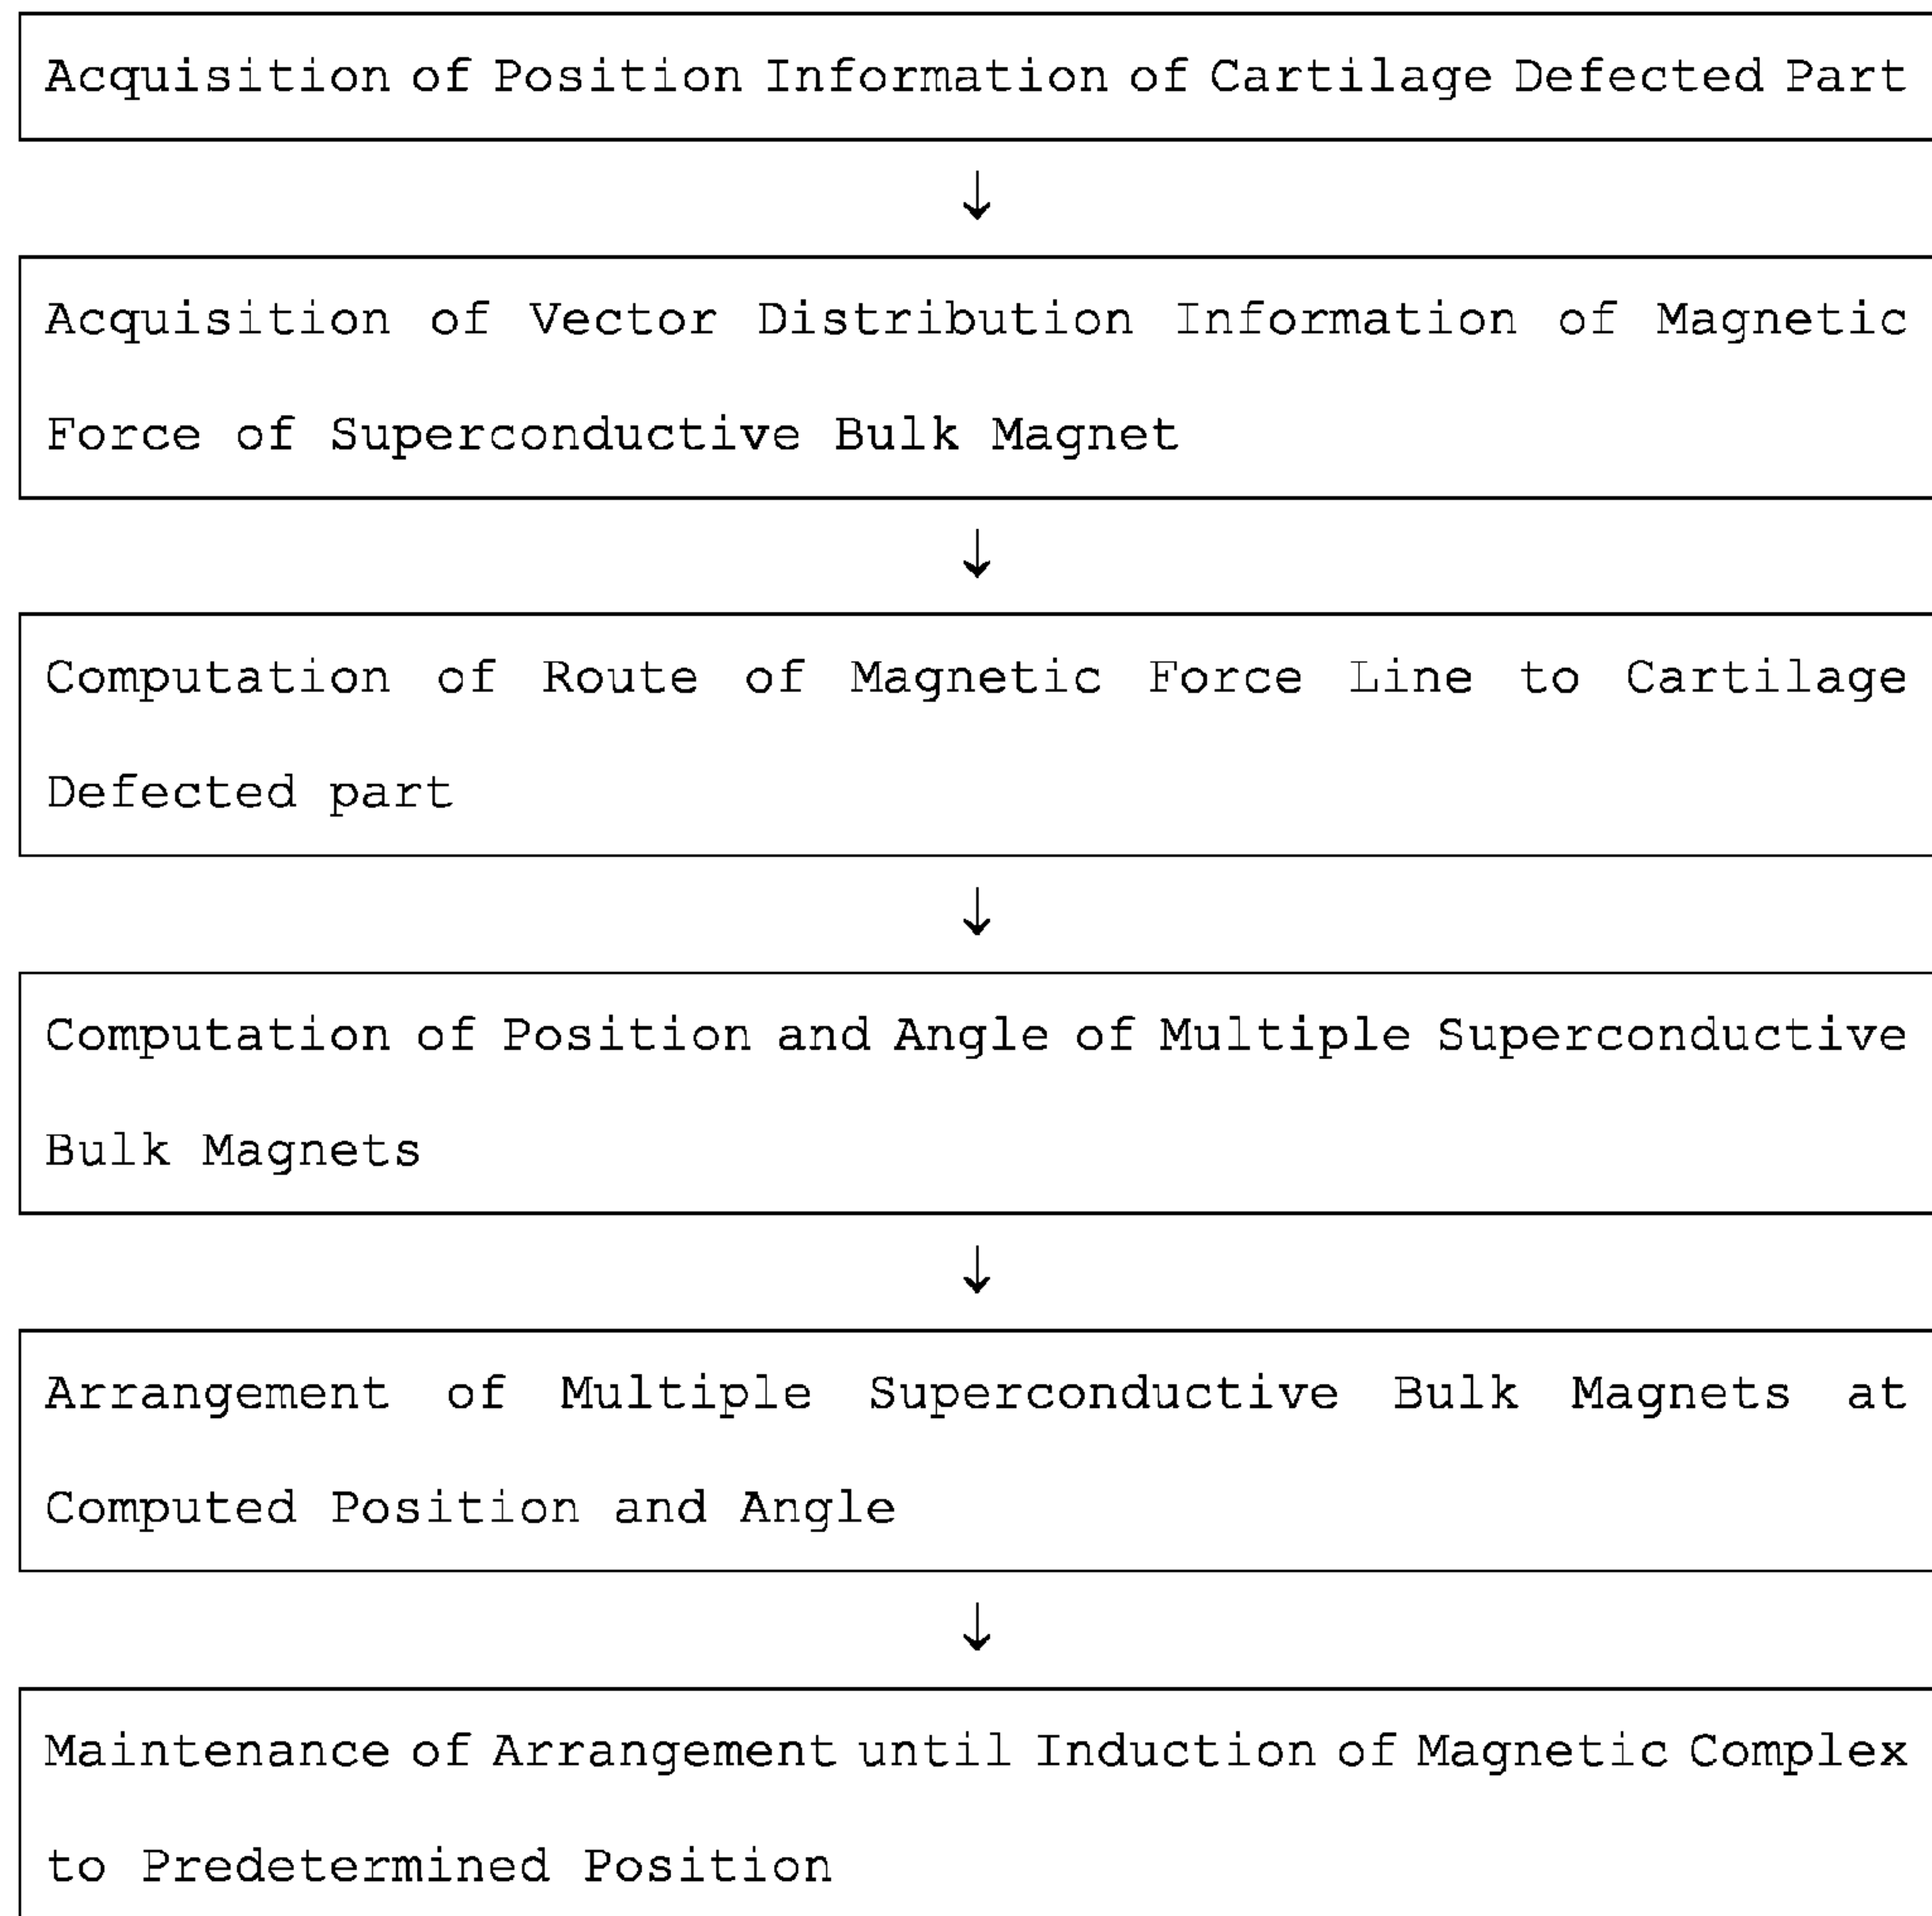 Acquisition of Position Information of Cartilage Defected Part
↓
Acquisition of Vector Distribution Information of Magnetic
Force of Superconductive Bulk Magnet
↓
Computation of Route of Magnetic Force Line to Cartilage
Defected part
↓
Computation of Position and Angle of Multiple Superconductive
Bulk Magnets
↓
Arrangement of Multiple Superconductive Bulk Magnets at
Computed Position and Angle
↓
Maintenance of Arrangement until Induction of Magnetic Complex
to Predetermined Position